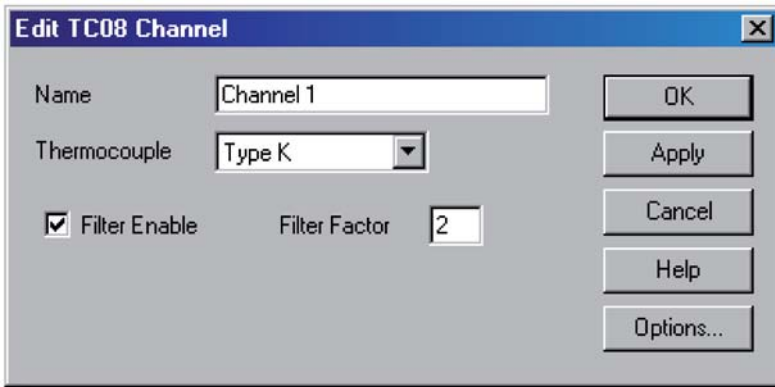 Edit TC08 Channel
Name
Channel 1
OK
Thermocouple
Type K
Apply
Filter Enable
Filter Factor
2
Cancel
Help
Options...